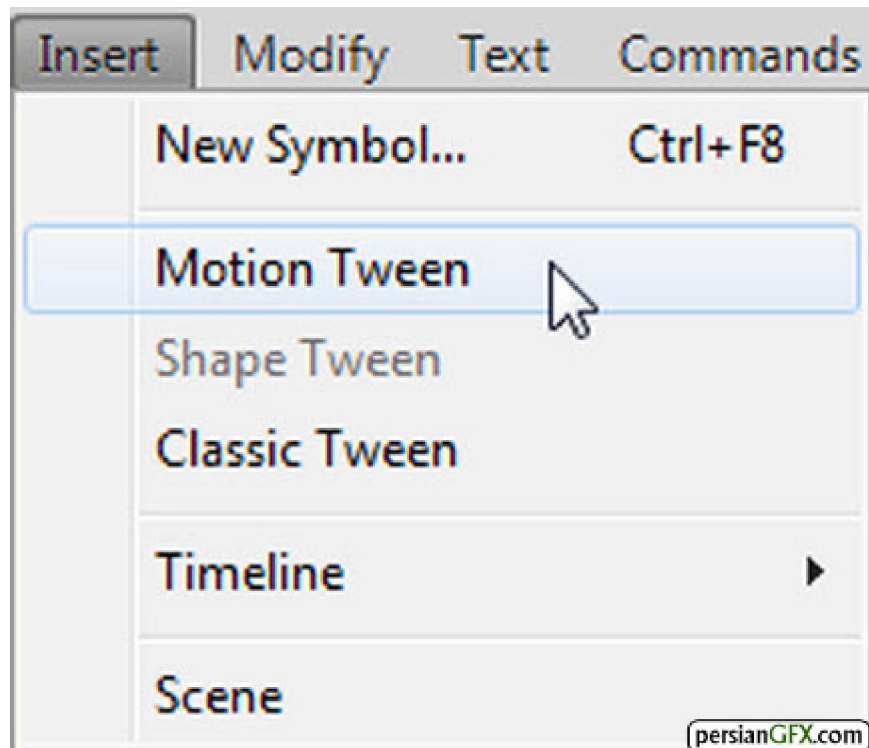 Insert Modify Text Commands
New Symbol... Ctrl+F8
Motion Tween
Shape Tween
Classic Tween
Timeline
Scene
persianGFX.com